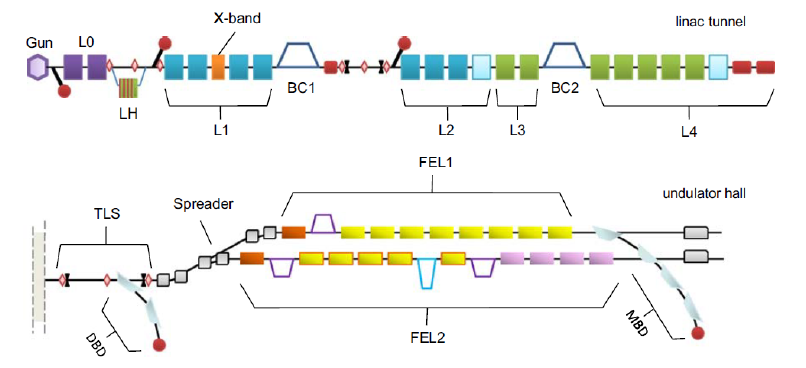 X-band
linac tunnel
Gun
L0
LH
BC1
BC2
L1
L2
L3
L4
FEL1
undulator hall
TLS
Spreader
DBD
MBD
FEL2